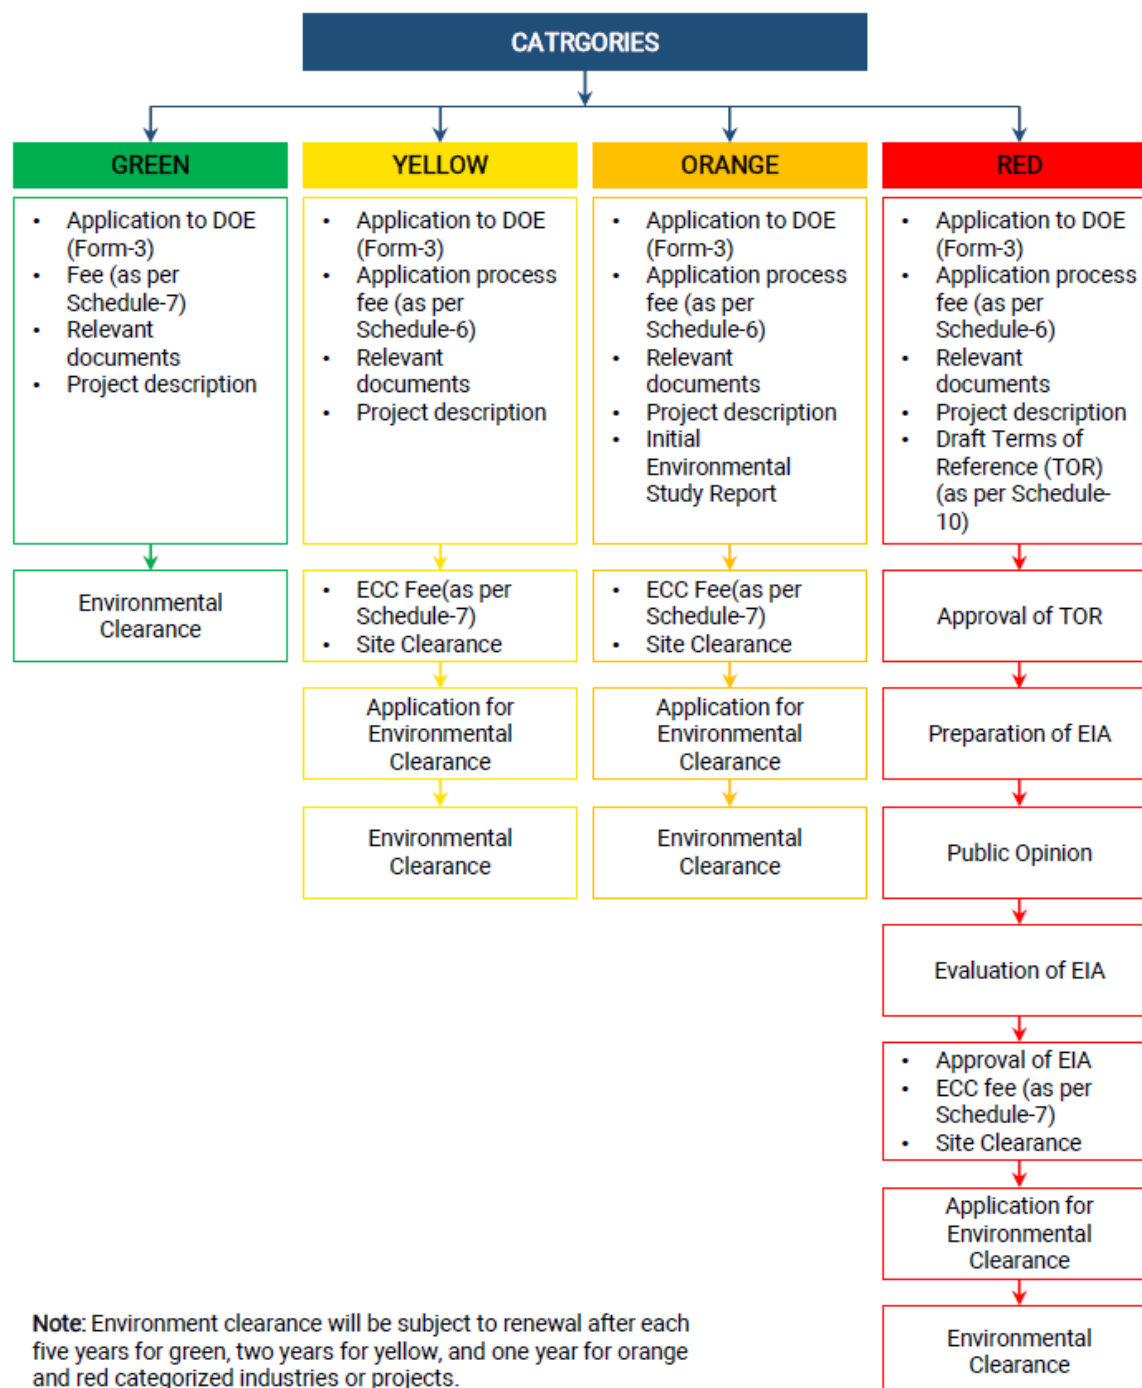 CATRGORIES
GREEN
YELLOW
ORANGE
RED
• Application to DOE
(Form-3)
• Fee (as per
Schedule-7)
• Relevant
documents
• Project description
• Application to DOE
(Form-3)
• Application process
fee (as per
Schedule-6)
• Relevant
documents
• Project description
• Application to DOE
(Form-3)
• Application process
fee (as per
Schedule-6)
• Relevant
documents
• Project description
• Initial
Environmental
Study Report
• Application to DOE
(Form-3)
• Application process
fee (as per
Schedule-6)
• Relevant
documents
• Project description
• Draft Terms of
Reference (TOR)
(as per Schedule-
10)
Environmental
Clearance
• ECC Fee(as per
Schedule-7)
• Site Clearance
• ECC Fee(as per
Schedule-7)
• Site Clearance
Approval of TOR
Application for
Environmental
Clearance
Application for
Environmental
Clearance
Preparation of EIA
Environmental
Clearance
Environmental
Clearance
Public Opinion
Evaluation of EIA
• Approval of EIA
• ECC fee (as per
Schedule-7)
• Site Clearance
Application for
Environmental
Clearance
Environmental
Clearance
Note: Environment clearance will be subject to renewal after each
five years for green, two years for yellow, and one year for orange
and red categorized industries or projects.